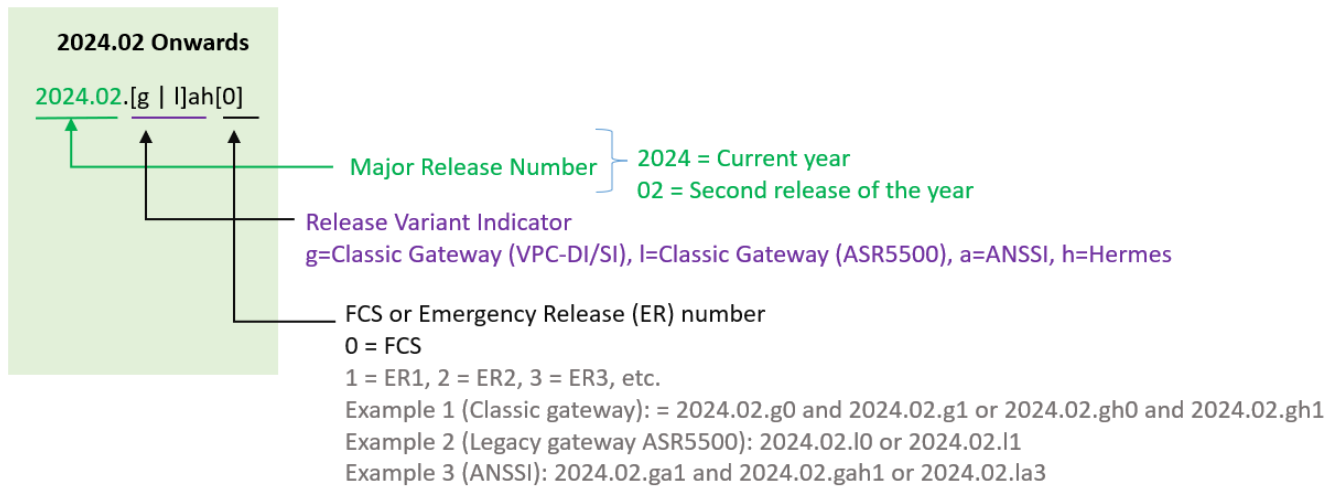 2024.02 Onwards
2024.02.[g | l]ah[0]
Major Release Number
2024 = Current year
02 = Second release of the year
Release Variant Indicator
g=Classic Gateway (VPC-DI/SI), l=Classic Gateway (ASR5500), a=ANSSI, h=Hermes
FCS or Emergency Release (ER) number
0 = FCS
1 = ER1, 2 = ER2, 3 = ER3, etc.
Example 1 (Classic gateway): = 2024.02.g0 and 2024.02.g1 or 2024.02.gh0 and 2024.02.gh1
Example 2 (Legacy gateway ASR5500): 2024.02.l0 or 2024.02.l1
Example 3 (ANSSI): 2024.02.ga1 and 2024.02.gah1 or 2024.02.la3